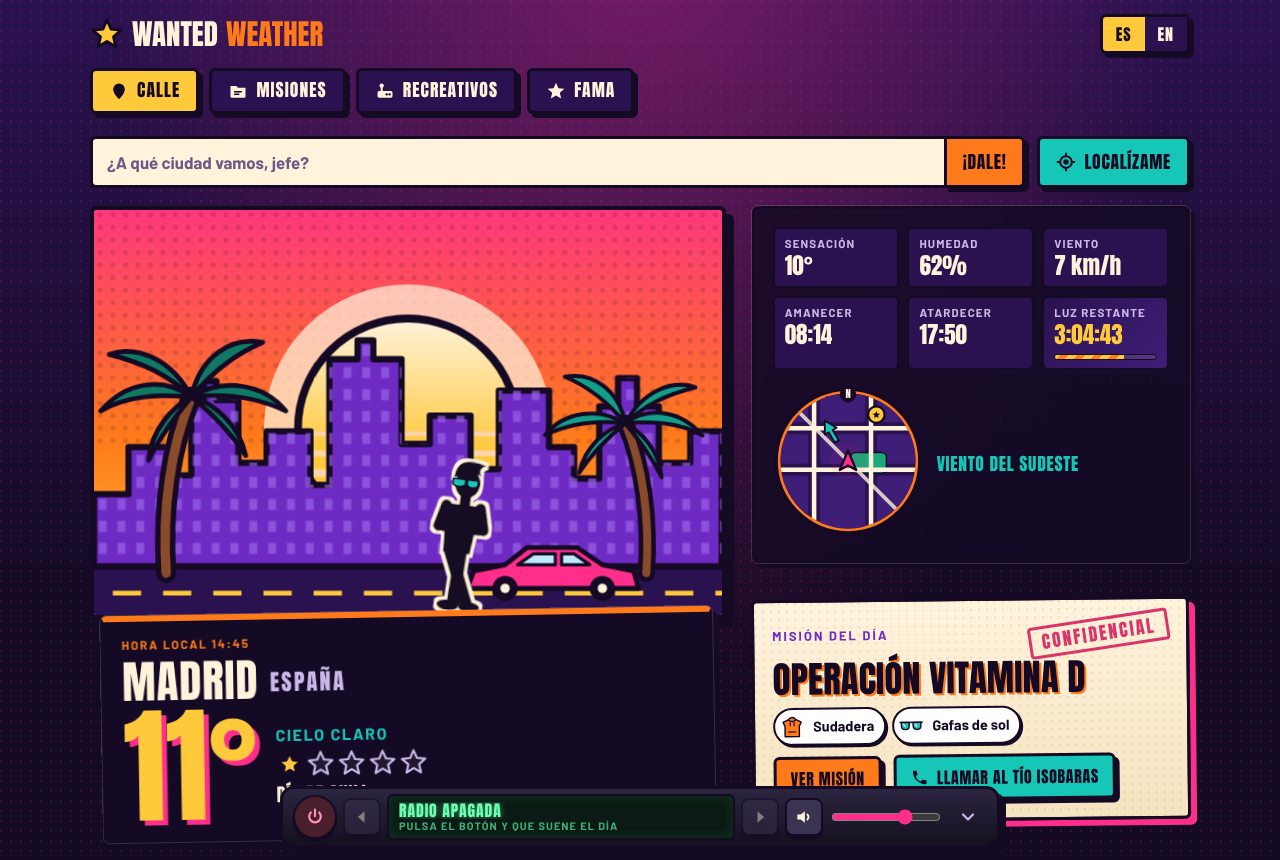 WANTED WEATHER
ES EN
CALLE MISIONES RECREATIVOS FAMA
¿A qué ciudad vamos, jefe? ¡DALE! LOCALÍZAME
SENSACIÓN HUMEDAD VIENTO
10° 62% 7 km/h
AMANECER ATARDECER LUZ RESTANTE
08:14 17:50 3:04:43
N
VIENTO DEL SUDESTE
HORA LOCAL 14:45
MADRID ESPAÑA
11°
CIELO CLARO
MISIÓN DEL DÍA
CONFIDENCIAL
OPERACIÓN VITAMINA D
Sudadera Gafas de sol
VER MISIÓN LLAMAR AL TÍO ISOBARAS
RADIO APAGADA
PULSA EL BOTÓN Y QUE SUENE EL DÍA